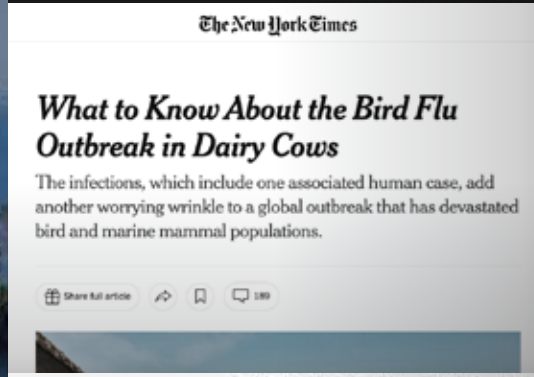 The New York Times
What to Know About the Bird Flu
Outbreak in Dairy Cows
The infections, which include one associated human case, add
another worrying wrinkle to a global outbreak that has devastated
bird and marine mammal populations.
Share full article
189